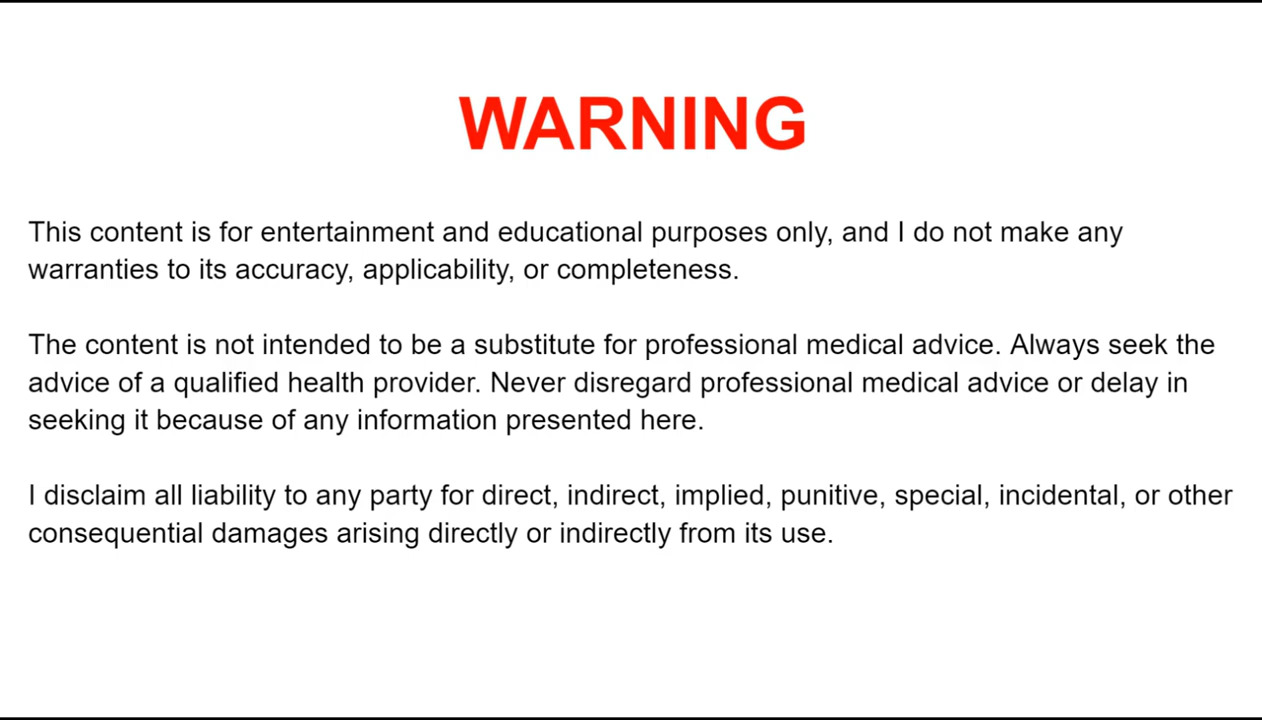 WARNING
This content is for entertainment and educational purposes only, and I do not make any
warranties to its accuracy, applicability, or completeness.
The content is not intended to be a substitute for professional medical advice. Always seek the
advice of a qualified health provider. Never disregard professional medical advice or delay in
seeking it because of any information presented here.
I disclaim all liability to any party for direct, indirect, implied, punitive, special, incidental, or other
consequential damages arising directly or indirectly from its use.